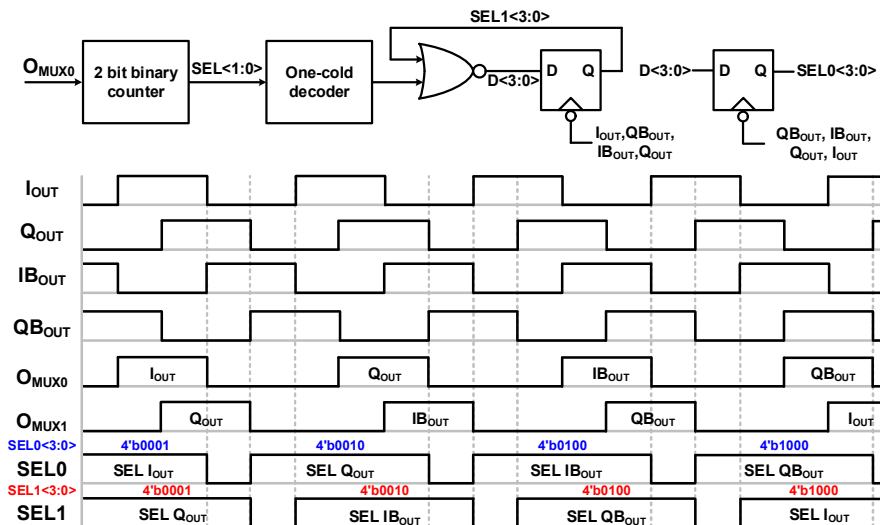 SEL1<3:0>
OMUX0
2 bit binary
counter
SEL<1:0>
One-cold
decoder
D<3:0>
D Q
IOUT,QBOUT,
IBOUT,QOUT
D<3:0>
D Q
SEL0<3:0>
QBOUT, IBOUT,
QOUT, IOUT
IOUT
QOUT
IBOUT
QBOUT
OMUX0 IOUT QOUT IBOUT QBOUT
OMUX1 QOUT IBOUT QBOUT IOUT
SEL0<3:0> 4'b0001 4'b0010 4'b0100 4'b1000
SEL0 SEL IOUT SEL QOUT SEL IBOUT SEL QBOUT
SEL1<3:0> 4'b0001 4'b0010 4'b0100 4'b1000
SEL1 SEL QOUT SEL IBOUT SEL QBOUT SEL IOUT